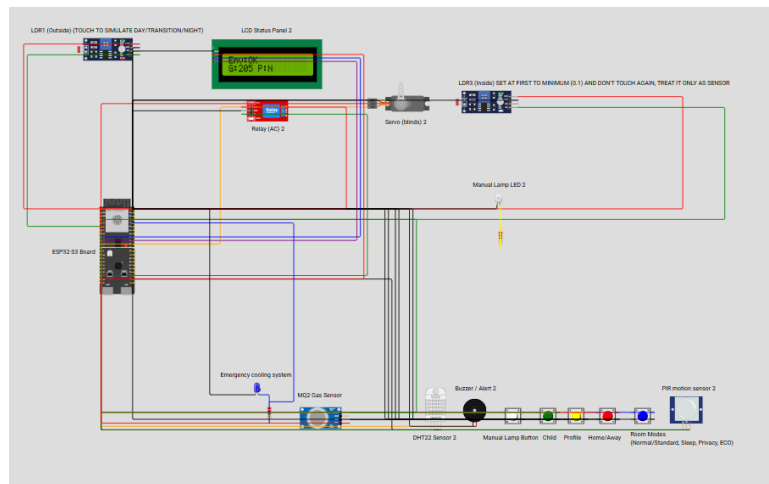 LDR1 (Outside) (TOUCH TO SIMULATE DAY/TRANSITION/NIGHT)
LCD Status Panel 2
Env:OK
G:205 P:N
LDR3 (Inside) SET AT FIRST TO MINIMUM (0.1) AND DON'T TOUCH AGAIN, TREAT IT ONLY AS SENSOR
Relay
Relay (AC) 2
Servo (blinds) 2
Manual Lamp LED 2
ESP32-S3 Board
Emergency cooling system
MQ2 Gas Sensor
Buzzer / Alert 2
PIR motion sensor 2
DHT22 Sensor 2
Manual Lamp Button
Child
Profile
Home/Away
Room Modes
(Normal/Standard, Sleep, Privacy, ECO)